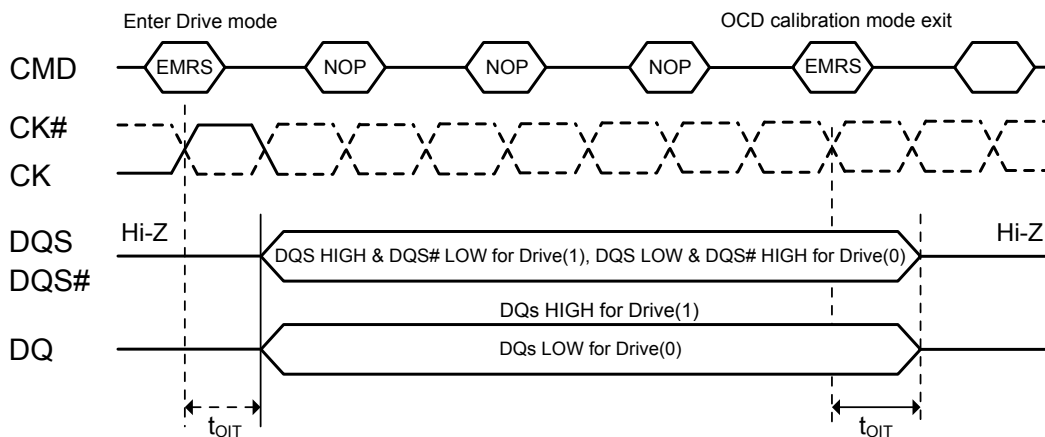 Enter Drive mode
OCD calibration mode exit
CMD
EMRS
NOP
NOP
NOP
EMRS
CK#
CK
DQS
DQS#
Hi-Z
DQS HIGH & DQS# LOW for Drive(1), DQS LOW & DQS# HIGH for Drive(0)
Hi-Z
DQs HIGH for Drive(1)
DQ
DQs LOW for Drive(0)
tOIT
tOIT